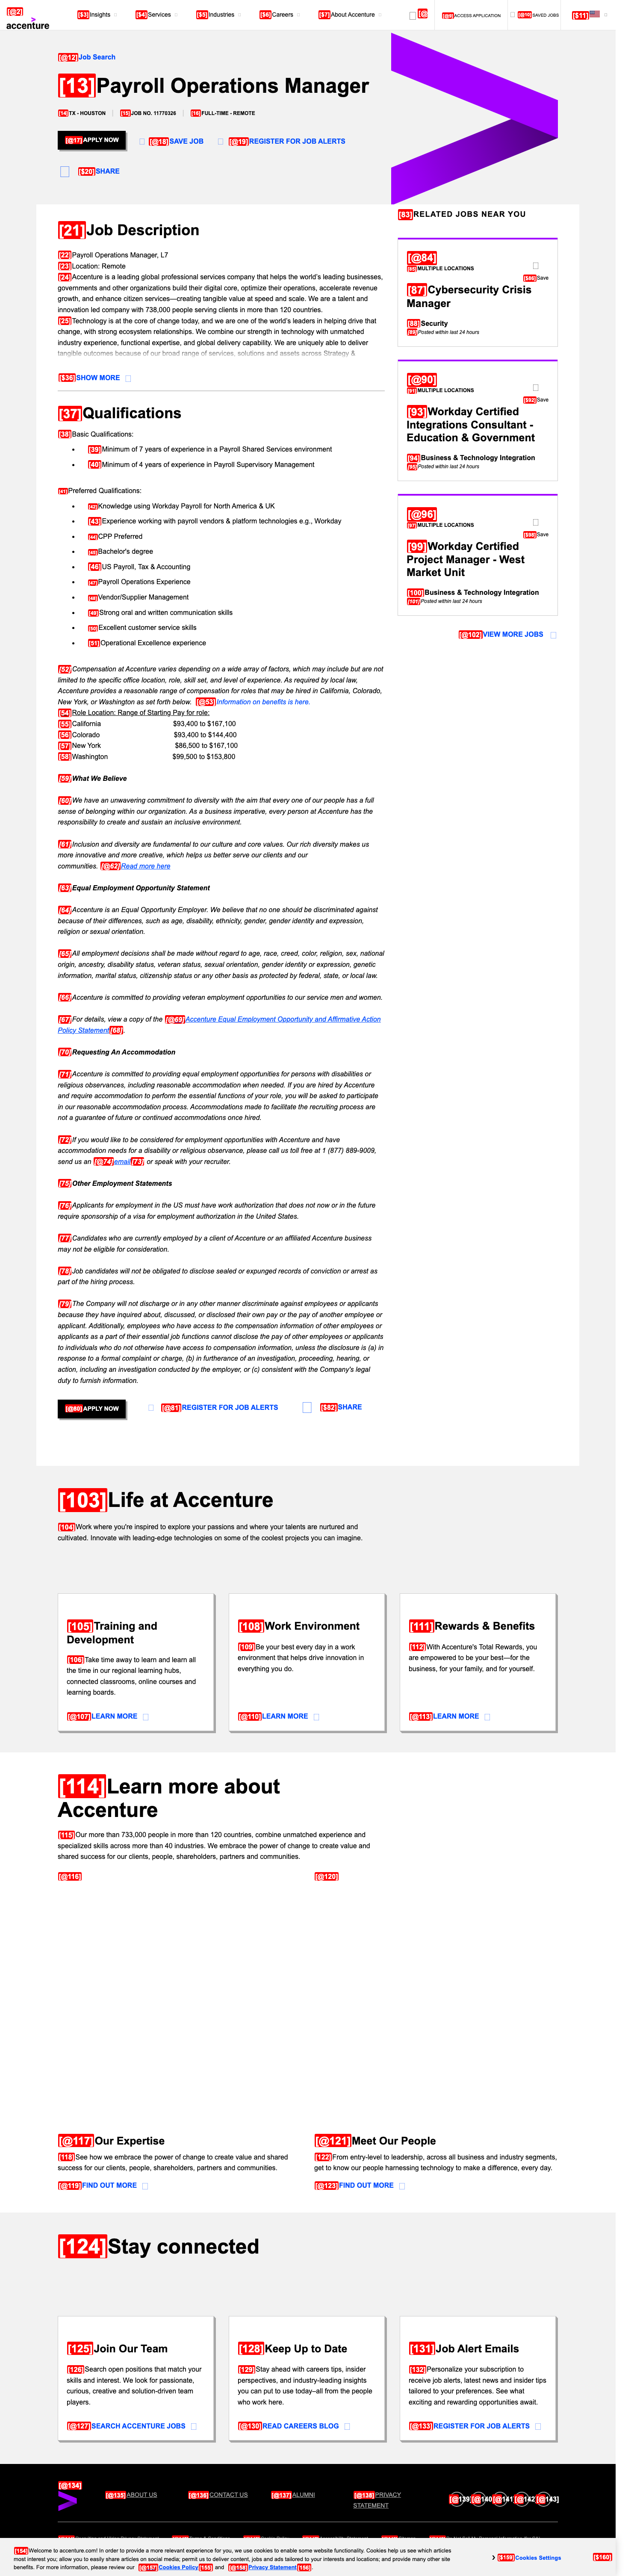 [@2]
accenture
[$3]Insights
[$4]Services
[$5]Industries
[$6]Careers
[$7]About Accenture
[@
[@9]ACCESS APPLICATION
[@10]SAVED JOBS
[$11]
[@12]Job Search
[13]Payroll Operations Manager
[14]TX - HOUSTON
[15]JOB NO. 11770326
[16]FULL-TIME - REMOTE
[@17]APPLY NOW
[@18]SAVE JOB
[@19]REGISTER FOR JOB ALERTS
[$20]SHARE
[21]Job Description
[22]Payroll Operations Manager, L7
[23]Location: Remote
[24]Accenture is a leading global professional services company that helps the world's leading businesses,
governments and other organizations build their digital core, optimize their operations, accelerate revenue
growth, and enhance citizen services—creating tangible value at speed and scale. We are a talent and
innovation led company with 738,000 people serving clients in more than 120 countries.
[25]Technology is the core of change today, and we are one of the world's leaders in helping drive that
change, with strong ecosystem relationships. We combine our strength in technology with unmatched
industry experience, functional expertise, and global delivery capability. We are uniquely able to deliver
tangible outcomes because of our broad range of services, solutions and assets across Strategy &
[$36]SHOW MORE
[37]Qualifications
[38]Basic Qualifications:
• [39]Minimum of 7 years of experience in a Payroll Shared Services environment
• [40]Minimum of 4 years of experience in Payroll Supervisory Management
[41]Preferred Qualifications:
• [42]Knowledge using Workday Payroll for North America & UK
• [43]Experience working with payroll vendors & platform technologies e.g., Workday
• [44]CPP Preferred
• [45]Bachelor's degree
• [46]US Payroll, Tax & Accounting
• [47]Payroll Operations Experience
• [48]Vendor/Supplier Management
• [49]Strong oral and written communication skills
• [50]Excellent customer service skills
• [51]Operational Excellence experience
[52]Compensation at Accenture varies depending on a wide array of factors, which may include but are not
limited to the specific office location, role, skill set, and level of experience. As required by local law,
Accenture provides a reasonable range of compensation for roles that may be hired in California, Colorado,
New York, or Washington as set forth below. [@53]Information on benefits is here.
[54]Role Location: Range of Starting Pay for role:
[55]California $93,400 to $167,100
[56]Colorado $93,400 to $144,400
[57]New York $86,500 to $167,100
[58]Washington $99,500 to $153,800
[59]What We Believe
[60]We have an unwavering commitment to diversity with the aim that every one of our people has a full
sense of belonging within our organization. As a business imperative, every person at Accenture has the
responsibility to create and sustain an inclusive environment.
[61]Inclusion and diversity are fundamental to our culture and core values. Our rich diversity makes us
more innovative and more creative, which helps us better serve our clients and our
communities. [@62]Read more here
[63]Equal Employment Opportunity Statement
[64]Accenture is an Equal Opportunity Employer. We believe that no one should be discriminated against
because of their differences, such as age, disability, ethnicity, gender, gender identity and expression,
religion or sexual orientation.
[65]All employment decisions shall be made without regard to age, race, creed, color, religion, sex, national
origin, ancestry, disability status, veteran status, sexual orientation, gender identity or expression, genetic
information, marital status, citizenship status or any other basis as protected by federal, state, or local law.
[66]Accenture is committed to providing veteran employment opportunities to our service men and women.
[67]For details, view a copy of the [@69]Accenture Equal Employment Opportunity and Affirmative Action
Policy Statement[68].
[70]Requesting An Accommodation
[71]Accenture is committed to providing equal employment opportunities for persons with disabilities or
religious observances, including reasonable accommodation when needed. If you are hired by Accenture
and require accommodation to perform the essential functions of your role, you will be asked to participate
in our reasonable accommodation process. Accommodations made to facilitate the recruiting process are
not a guarantee of future or continued accommodations once hired.
[72]If you would like to be considered for employment opportunities with Accenture and have
accommodation needs for a disability or religious observance, please call us toll free at 1 (877) 889-9009,
send us an [@74]email[73] or speak with your recruiter.
[75]Other Employment Statements
[76]Applicants for employment in the US must have work authorization that does not now or in the future
require sponsorship of a visa for employment authorization in the United States.
[77]Candidates who are currently employed by a client of Accenture or an affiliated Accenture business
may not be eligible for consideration.
[78]Job candidates will not be obligated to disclose sealed or expunged records of conviction or arrest as
part of the hiring process.
[79]The Company will not discharge or in any other manner discriminate against employees or applicants
because they have inquired about, discussed, or disclosed their own pay or the pay of another employee or
applicant. Additionally, employees who have access to the compensation information of other employees or
applicants as a part of their essential job functions cannot disclose the pay of other employees or applicants
to individuals who do not otherwise have access to compensation information, unless the disclosure is (a) in
response to a formal complaint or charge, (b) in furtherance of an investigation, proceeding, hearing, or
action, including an investigation conducted by the employer, or (c) consistent with the Company's legal
duty to furnish information.
[@80]APPLY NOW
[@81]REGISTER FOR JOB ALERTS
[$82]SHARE
[83]RELATED JOBS NEAR YOU
[@84]
[85]MULTIPLE LOCATIONS
[$86]Save
[87]Cybersecurity Crisis
Manager
[88]Security
[89]Posted within last 24 hours
[@90]
[91]MULTIPLE LOCATIONS
[$92]Save
[93]Workday Certified
Integrations Consultant -
Education & Government
[94]Business & Technology Integration
[95]Posted within last 24 hours
[@96]
[97]MULTIPLE LOCATIONS
[$98]Save
[99]Workday Certified
Project Manager - West
Market Unit
[100]Business & Technology Integration
[101]Posted within last 24 hours
[@102]VIEW MORE JOBS
[103]Life at Accenture
[104]Work where you're inspired to explore your passions and where your talents are nurtured and
cultivated. Innovate with leading-edge technologies on some of the coolest projects you can imagine.
[105]Training and
Development
[106]Take time away to learn and learn all
the time in our regional learning hubs,
connected classrooms, online courses and
learning boards.
[@107]LEARN MORE
[108]Work Environment
[109]Be your best every day in a work
environment that helps drive innovation in
everything you do.
[@110]LEARN MORE
[111]Rewards & Benefits
[112]With Accenture's Total Rewards, you
are empowered to be your best—for the
business, for your family, and for yourself.
[@113]LEARN MORE
[114]Learn more about
Accenture
[115]Our more than 733,000 people in more than 120 countries, combine unmatched experience and
specialized skills across more than 40 industries. We embrace the power of change to create value and
shared success for our clients, people, shareholders, partners and communities.
[@116]
[@120]
[@117]Our Expertise
[118]See how we embrace the power of change to create value and shared
success for our clients, people, shareholders, partners and communities.
[@119]FIND OUT MORE
[@121]Meet Our People
[122]From entry-level to leadership, across all business and industry segments,
get to know our people harnessing technology to make a difference, every day.
[@123]FIND OUT MORE
[124]Stay connected
[125]Join Our Team
[126]Search open positions that match your
skills and interest. We look for passionate,
curious, creative and solution-driven team
players.
[@127]SEARCH ACCENTURE JOBS
[128]Keep Up to Date
[129]Stay ahead with careers tips, insider
perspectives, and industry-leading insights
you can put to use today–all from the people
who work here.
[@130]READ CAREERS BLOG
[131]Job Alert Emails
[132]Personalize your subscription to
receive job alerts, latest news and insider tips
tailored to your preferences. See what
exciting and rewarding opportunities await.
[@133]REGISTER FOR JOB ALERTS
[@134]
[@135]ABOUT US
[@136]CONTACT US
[@137]ALUMNI
[@138]PRIVACY
STATEMENT
[@139]
[@140]
[@141]
[@142]
[@143]
[154]Welcome to accenture.com! In order to provide a more relevant experience for you, we use cookies to enable some website functionality. Cookies help us see which articles
most interest you; allow you to easily share articles on social media; permit us to deliver content, jobs and ads tailored to your interests and locations; and provide many other
site benefits. For more information, please review our [@157]Cookies Policy[155] and [@158]Privacy Statement[156].
[$159]Cookies Settings
[$160]